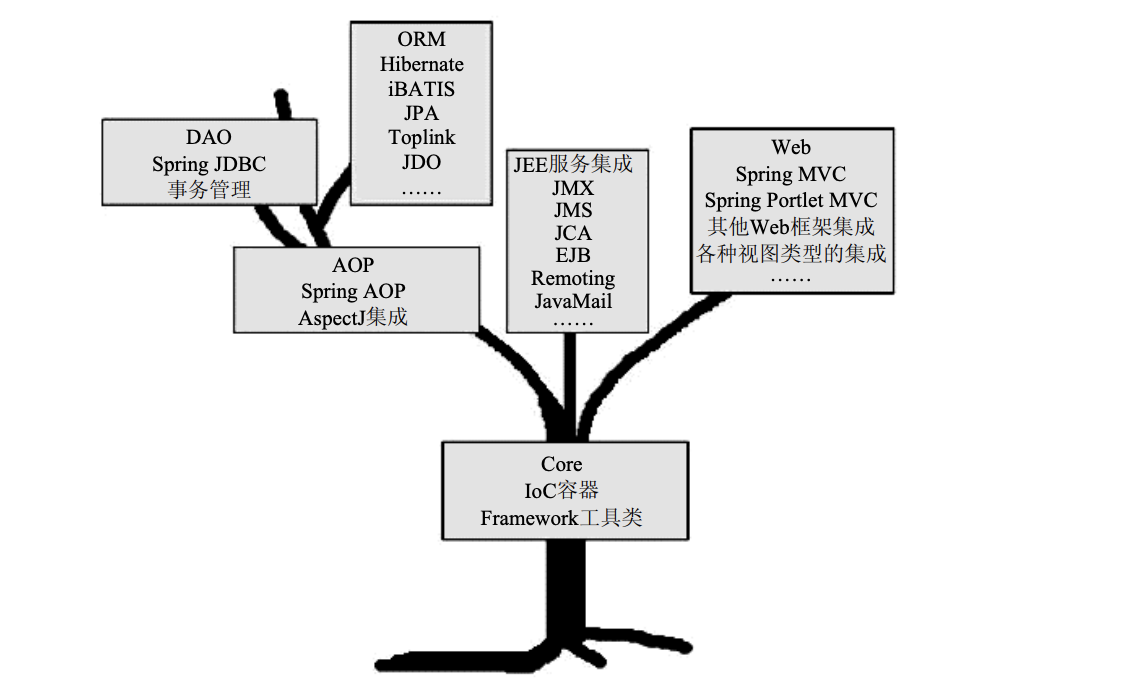 ORM
Hibernate
iBATIS
JPA
Toplink
JDO
……
DAO
Spring JDBC
事务管理
JEE服务集成
JMX
JMS
JCA
EJB
Remoting
JavaMail
……
Web
Spring MVC
Spring Portlet MVC
其他Web框架集成
各种视图类型的集成
……
AOP
Spring AOP
AspectJ集成
Core
IoC容器
Framework工具类